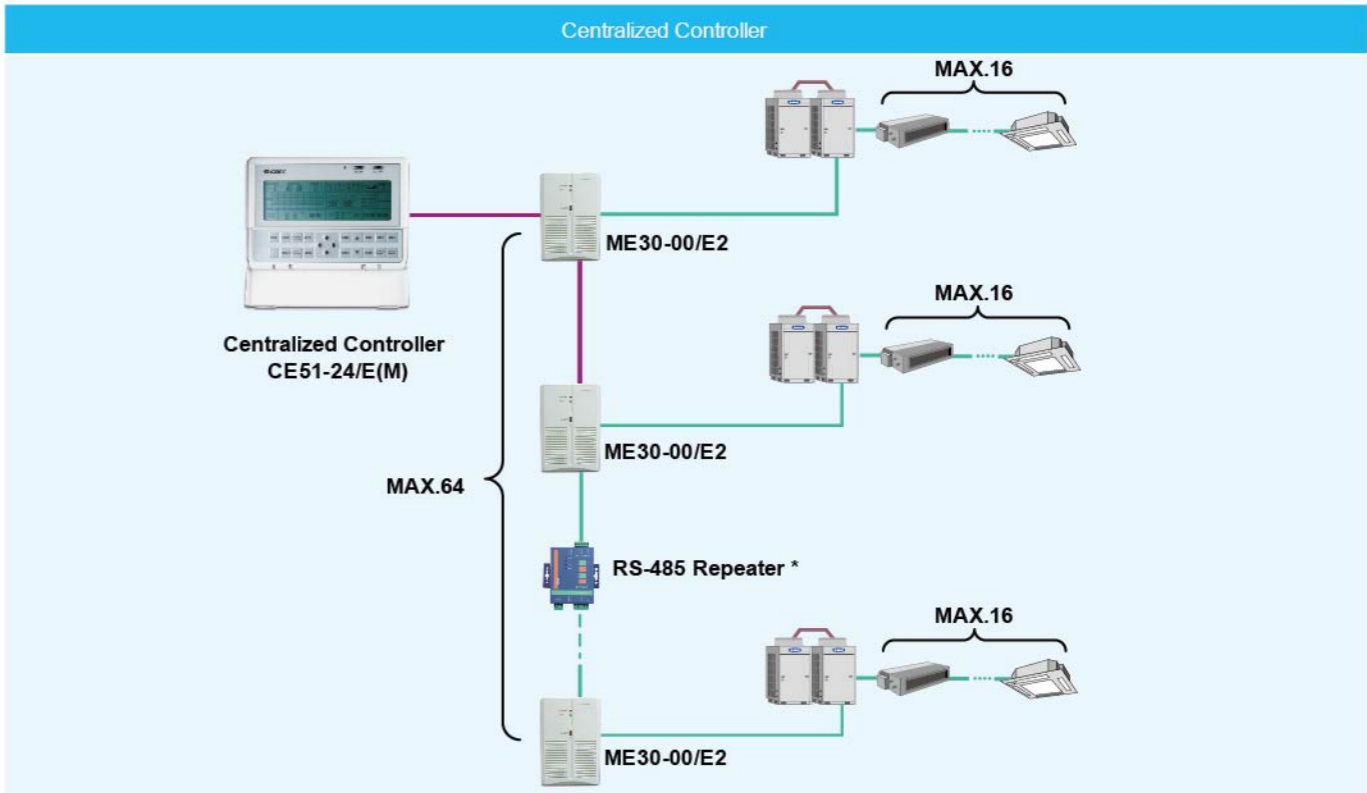 Centralized Controller
MAX.16
ME30-00/E2
MAX.16
Centralized Controller
CE51-24/E(M)
ME30-00/E2
MAX.64
RS-485 Repeater *
MAX.16
ME30-00/E2